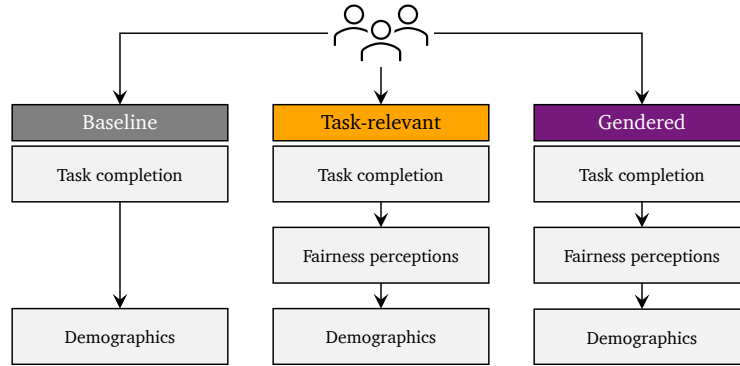 Baseline
Task-relevant
Gendered
Task completion
Task completion
Task completion
Fairness perceptions
Fairness perceptions
Demographics
Demographics
Demographics